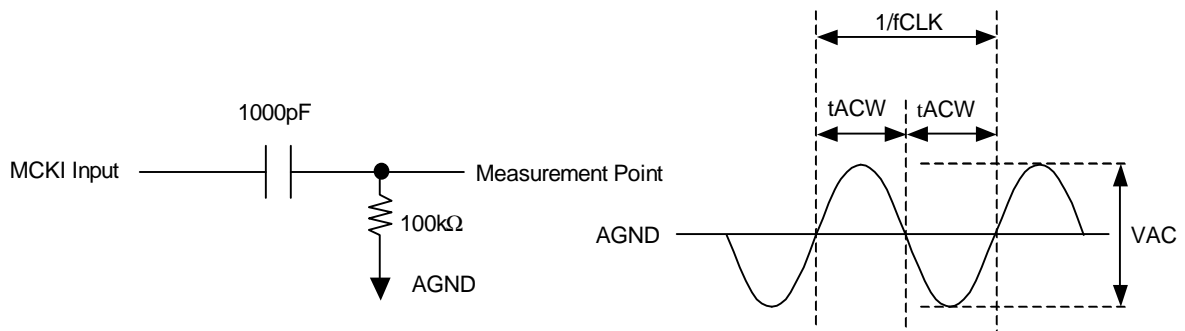 1000pF
MCKI Input
Measurement Point
100kΩ
AGND
1/fCLK
tACW
tACW
AGND
VAC